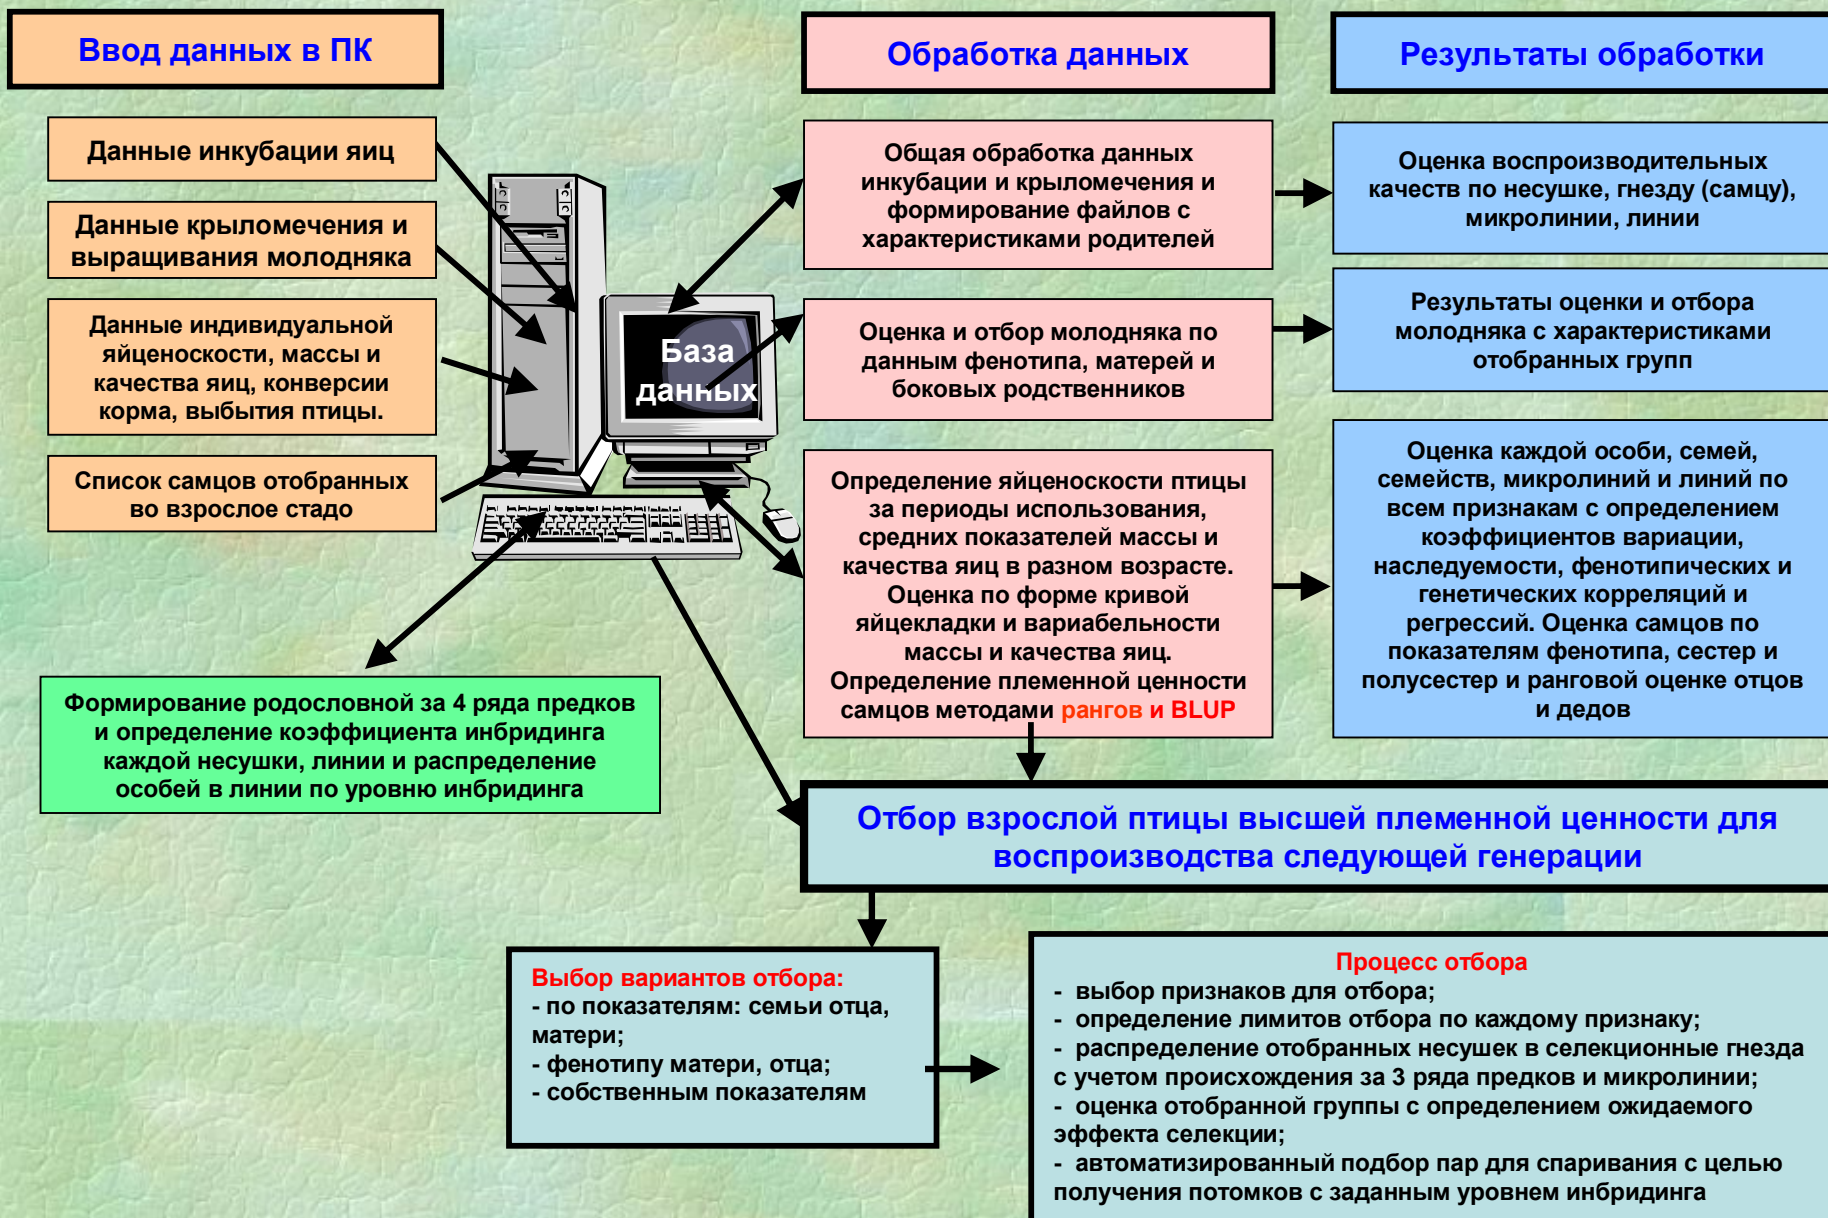 Ввод данных в ПК
Данные инкубации яиц
Данные крыломечения и
выращивания молодняка
Данные индивидуальной
яйценоскости, массы и
качества яиц, конверсии
корма, выбытия птицы.
Список самцов отобранных
во взрослое стадо
База
данных
Формирование родословной за 4 ряда предков
и определение коэффициента инбридинга
каждой несушки, линии и распределение
особей в линии по уровню инбридинга
Обработка данных
Общая обработка данных
инкубации и крыломечения и
формирование файлов с
характеристиками родителей
Оценка и отбор молодняка по
данным фенотипа, матерей и
боковых родственников
Определение яйценоскости птицы
за периоды использования,
средних показателей массы и
качества яиц в разном возрасте.
Оценка по форме кривой
яйцекладки и вариабельности
массы и качества яиц.
Определение племенной ценности
самцов методами рангов и BLUP
Результаты обработки
Оценка воспроизводительных
качеств по несушке, гнезду (самцу),
микролинии, линии
Результаты оценки и отбора
молодняка с характеристиками
отобранных групп
Оценка каждой особи, семей,
семейств, микролиний и линий по
всем признакам с определением
коэффициентов вариации,
наследуемости, фенотипических и
генетических корреляций и
регрессий. Оценка самцов по
показателям фенотипа, сестер и
полусестер и ранговой оценке отцов
и дедов
Отбор взрослой птицы высшей племенной ценности для
воспроизводства следующей генерации
Выбор вариантов отбора:
- по показателям: семьи отца,
матери;
- фенотипу матери, отца;
- собственным показателям
Процесс отбора
- выбор признаков для отбора;
- определение лимитов отбора по каждому признаку;
- распределение отобранных несушек в селекционные гнезда
с учетом происхождения за 3 ряда предков и микролинии;
- оценка отобранной группы с определением ожидаемого
эффекта селекции;
- автоматизированный подбор пар для спаривания с целью
получения потомков с заданным уровнем инбридинга